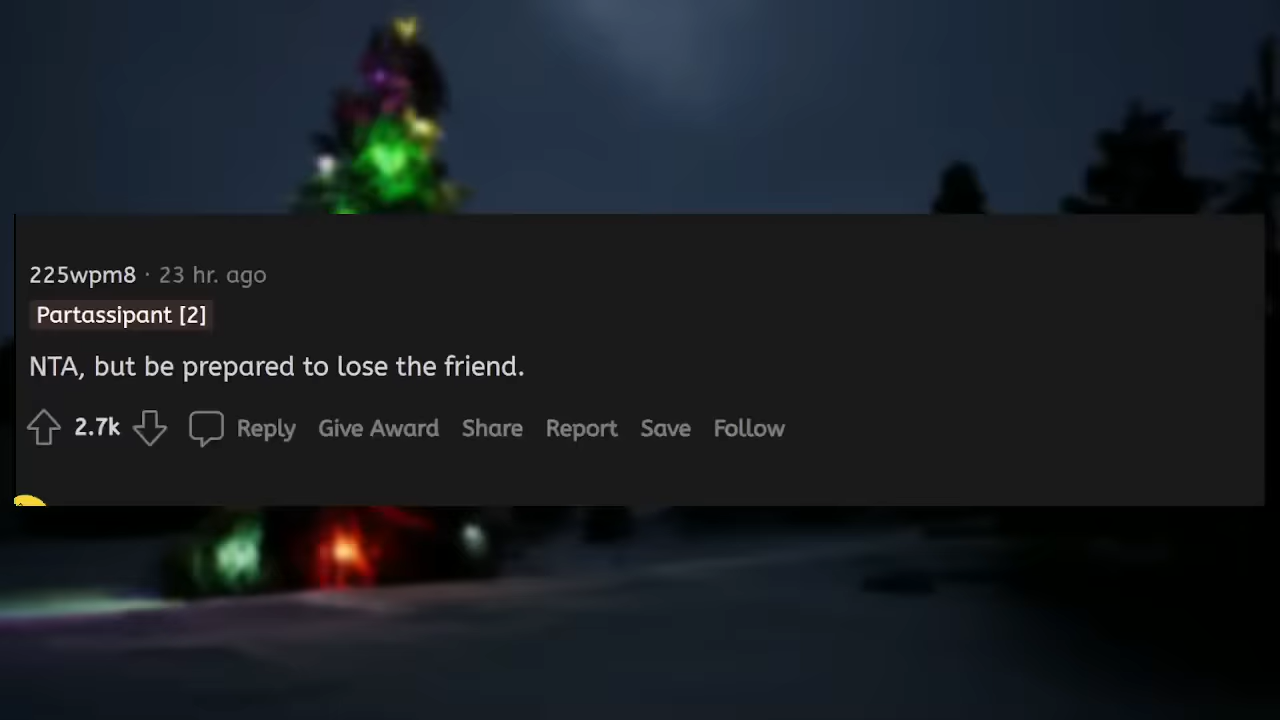 225wpm8 · 23 hr. ago
Partassipant [2]
NTA, but be prepared to lose the friend.
2.7k Reply Give Award Share Report Save Follow